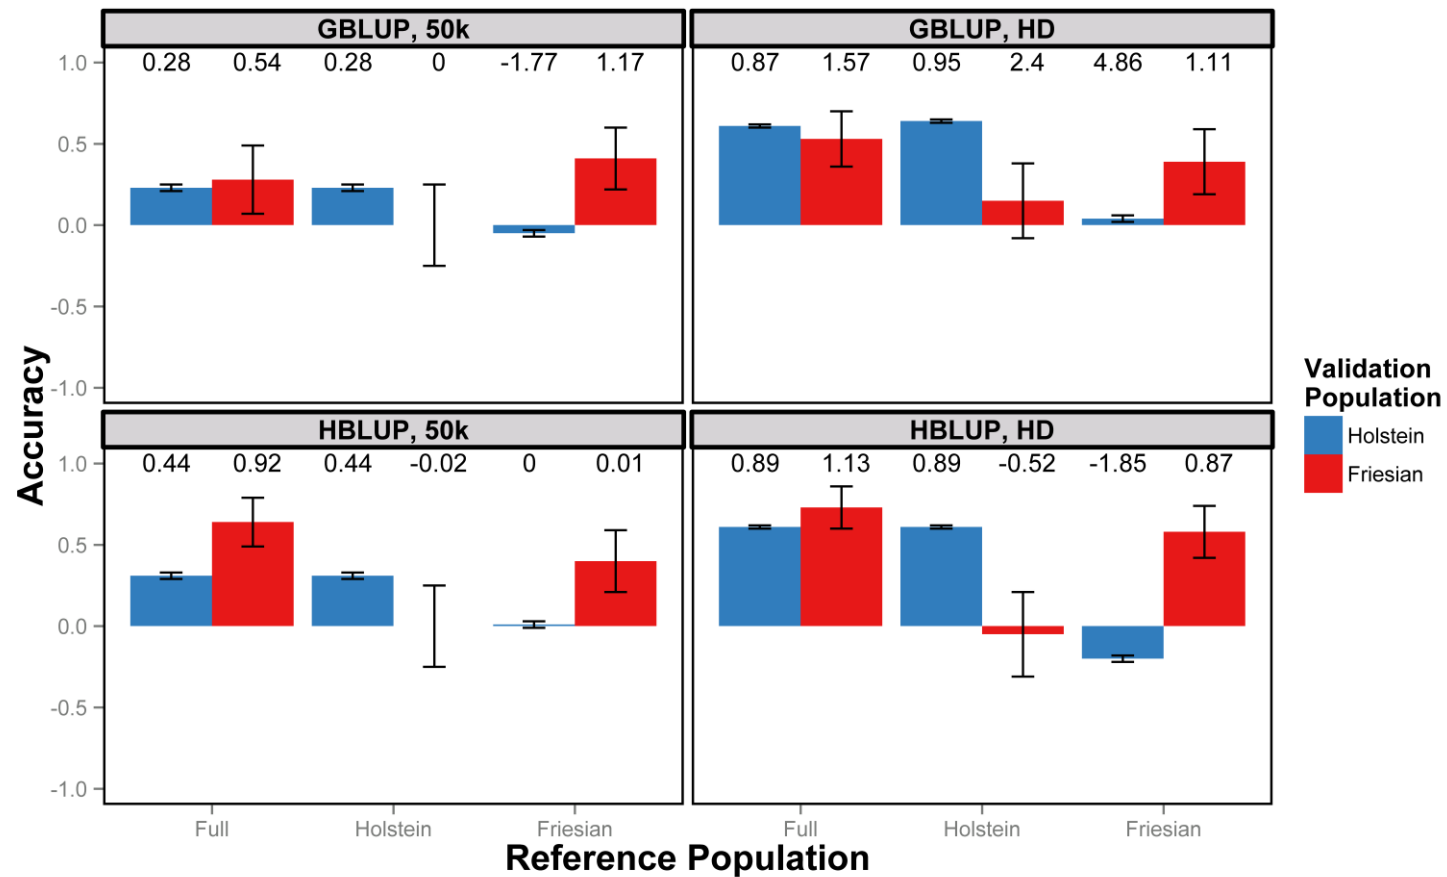 GBLUP, 50k GBLUP, HD
1.0 0.28 0.54 0.28 0 -1.77 1.17 0.87 1.57 0.95 2.4 4.86 1.11
0.5
0.0
-0.5
-1.0
Accuracy
HBLUP, 50k HBLUP, HD
1.0 0.44 0.92 0.44 -0.02 0 0.01 0.89 1.13 0.89 -0.52 -1.85 0.87
0.5
0.0
-0.5
-1.0
Full Holstein Friesian Full Holstein Friesian
Reference Population
Validation
Population
Holstein
Friesian